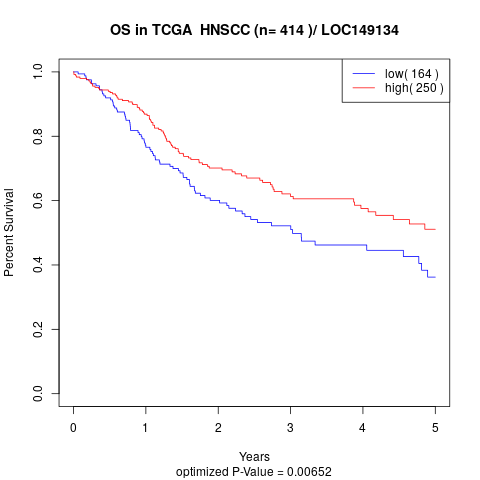 OS in TCGA HNSCC (n= 414 )/ LOC149134
low( 164 )
high( 250 )
Percent Survival
1.0
0.8
0.6
0.4
0.2
0.0
0 1 2 3 4 5
Years
optimized P-Value = 0.00652